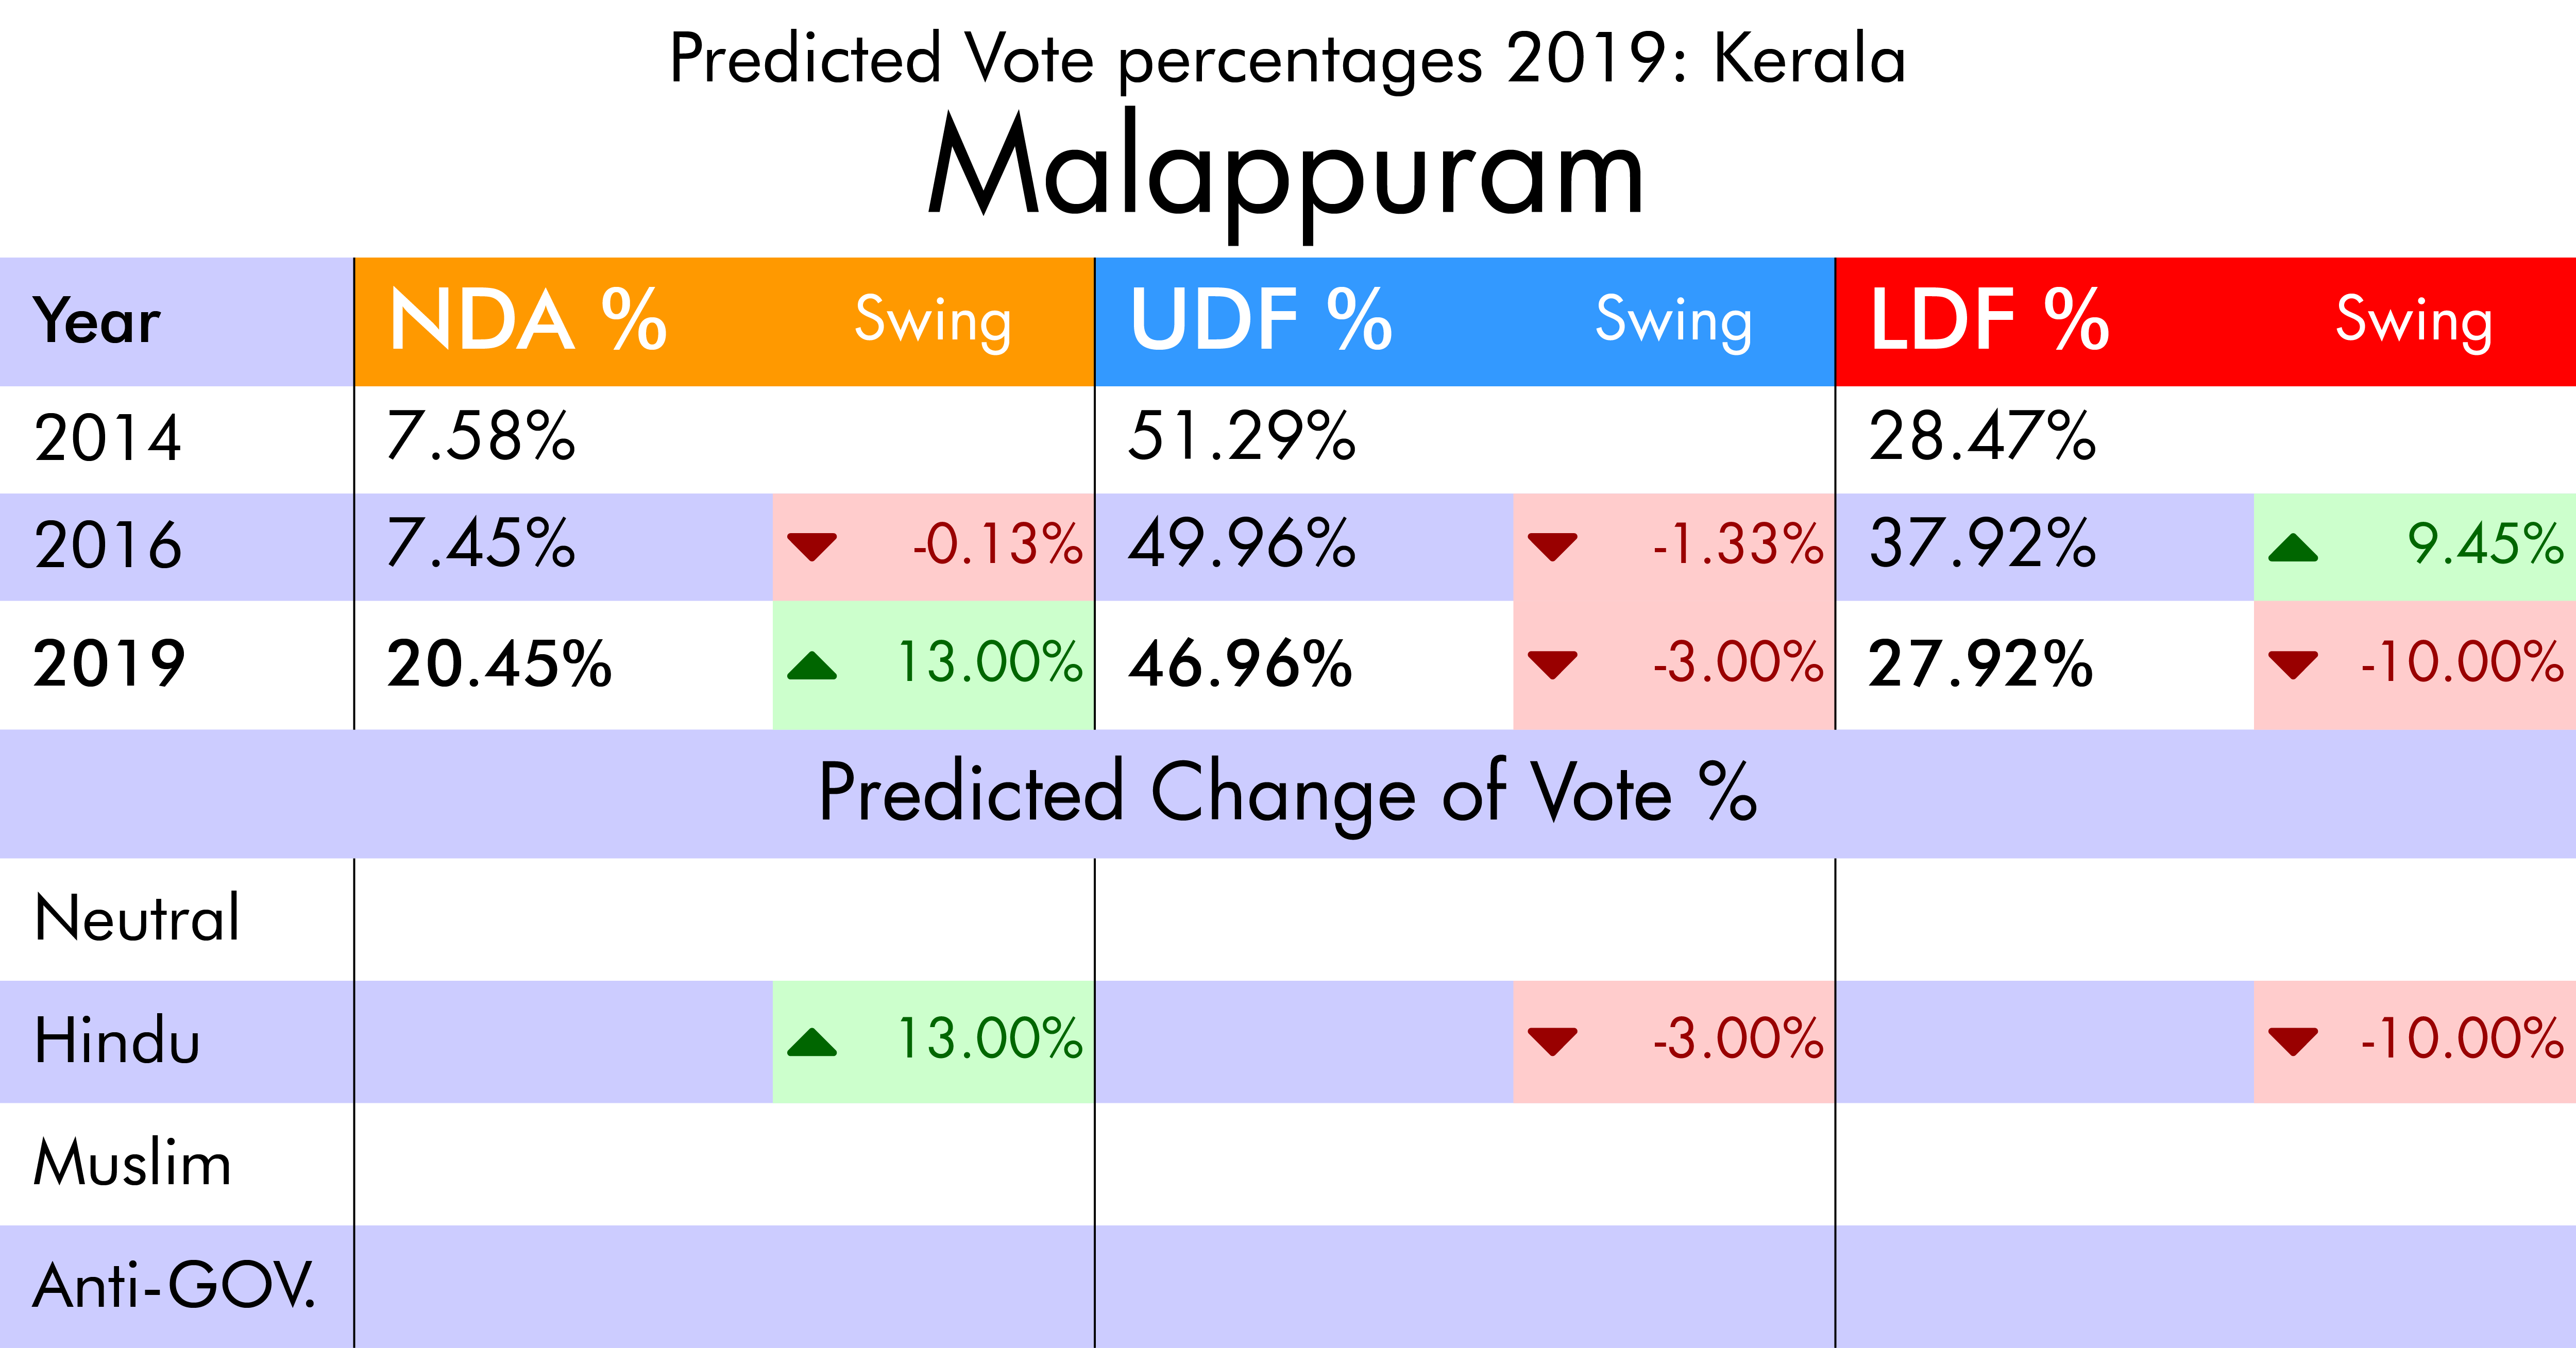 Predicted Vote percentages 2019: Kerala
Malappuram
Year NDA % Swing UDF % Swing LDF % Swing
2014 7.58% 51.29% 28.47%
2016 7.45% -0.13% 49.96% -1.33% 37.92% 9.45%
2019 20.45% 13.00% 46.96% -3.00% 27.92% -10.00%
Predicted Change of Vote %
Neutral
Hindu 13.00% -3.00% -10.00%
Muslim
Anti-GOV.